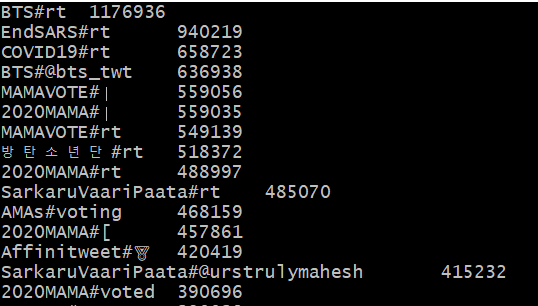 BTS#rt 1176936
EndSARS#rt 940219
COVID19#rt 658723
BTS#@bts_twt 636938
MAMAVOTE#| 559056
2020MAMA#| 559035
MAMAVOTE#rt 549139
방탄소년단#rt 518372
2020MAMA#rt 488997
SarkaruVaariPaata#rt 485070
AMAs#voting 468159
2020MAMA#[ 457861
Affinitweet#🏅 420419
SarkaruVaariPaata#@urstrulymahesh 415232
2020MAMA#voted 390696